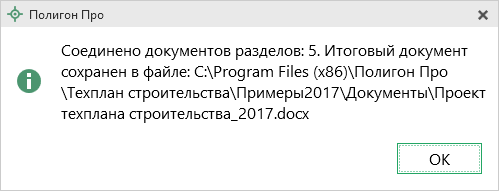 Полигон Про
Соединено документов разделов: 5. Итоговый документ
сохранен в файле: C:\Program Files (x86)\Полигон Про
\Техплан строительства\Примеры2017\Документы\Проект
техплана строительства_2017.docx
ОК